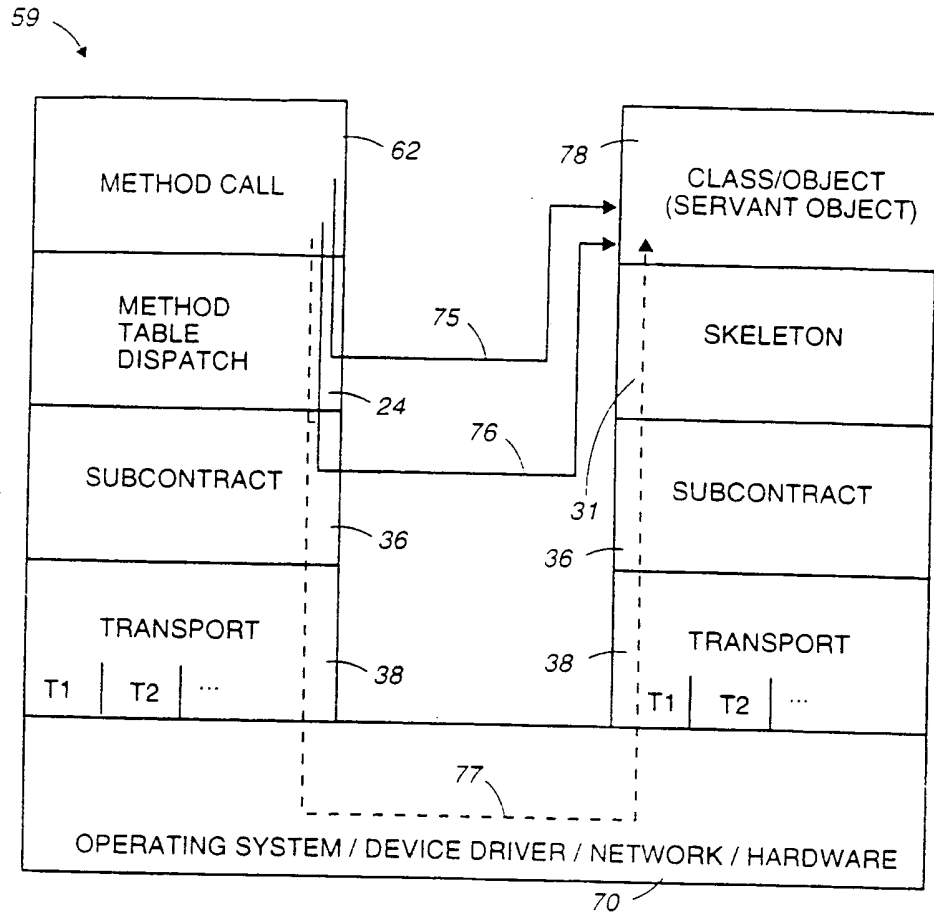 59
62
78
METHOD CALL
CLASS/OBJECT
(SERVANT OBJECT)
METHOD
TABLE
DISPATCH
75
SKELETON
24
76
SUBCONTRACT
31
SUBCONTRACT
36
36
TRANSPORT
TRANSPORT
38
38
T1 T2 ...
T1 T2 ...
77
OPERATING SYSTEM / DEVICE DRIVER / NETWORK / HARDWARE
70